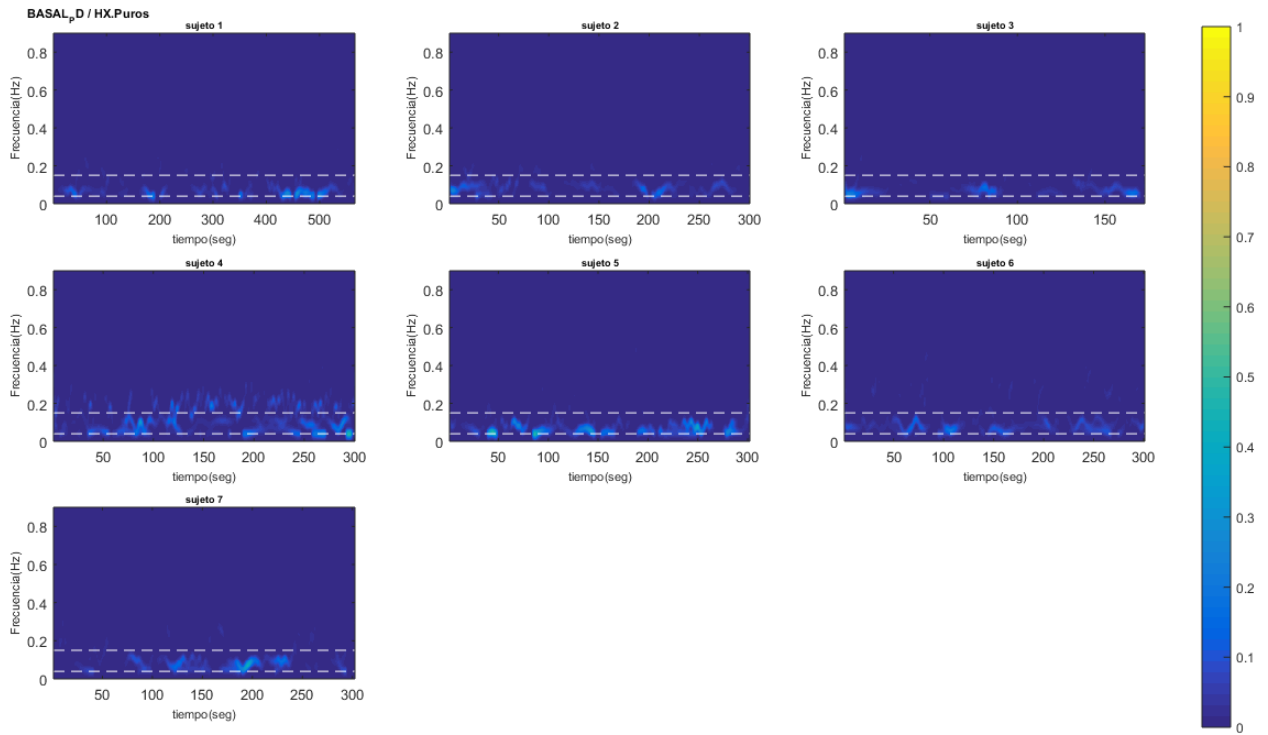 BASAL_PD / HX.Puros
sujeto 1
0.8
0.6
0.4
0.2
0
Frecuencia(Hz)
100 200 300 400 500
tiempo(seg)
sujeto 2
0.8
0.6
0.4
0.2
0
Frecuencia(Hz)
50 100 150 200 250 300
tiempo(seg)
sujeto 3
0.8
0.6
0.4
0.2
0
Frecuencia(Hz)
50 100 150
tiempo(seg)
sujeto 4
0.8
0.6
0.4
0.2
0
Frecuencia(Hz)
50 100 150 200 250 300
tiempo(seg)
sujeto 5
0.8
0.6
0.4
0.2
0
Frecuencia(Hz)
50 100 150 200 250 300
tiempo(seg)
sujeto 6
0.8
0.6
0.4
0.2
0
Frecuencia(Hz)
50 100 150 200 250 300
tiempo(seg)
sujeto 7
0.8
0.6
0.4
0.2
0
Frecuencia(Hz)
50 100 150 200 250 300
tiempo(seg)
1
0.9
0.8
0.7
0.6
0.5
0.4
0.3
0.2
0.1
0